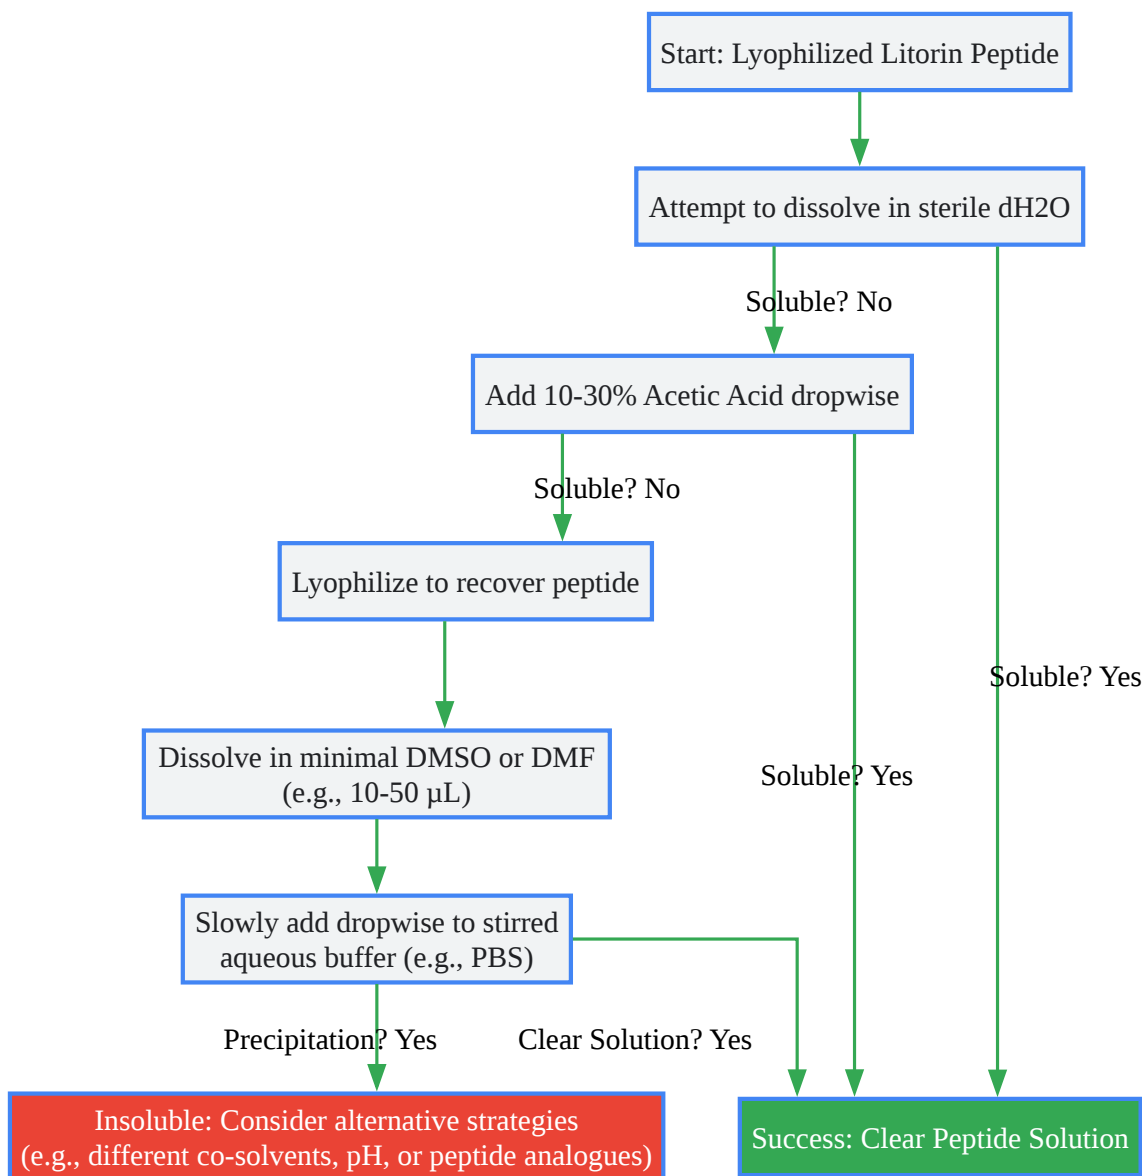 Start: Lyophilized Litorin Peptide
Attempt to dissolve in sterile dH2O
Soluble? No
Add 10-30% Acetic Acid dropwise
Soluble? No
Lyophilize to recover peptide
Soluble? Yes
Dissolve in minimal DMSO or DMF
(e.g., 10-50 µL)
Soluble? Yes
Slowly add dropwise to stirred
aqueous buffer (e.g., PBS)
Precipitation? Yes
Clear Solution? Yes
Insoluble: Consider alternative strategies
(e.g., different co-solvents, pH, or peptide analogues)
Success: Clear Peptide Solution